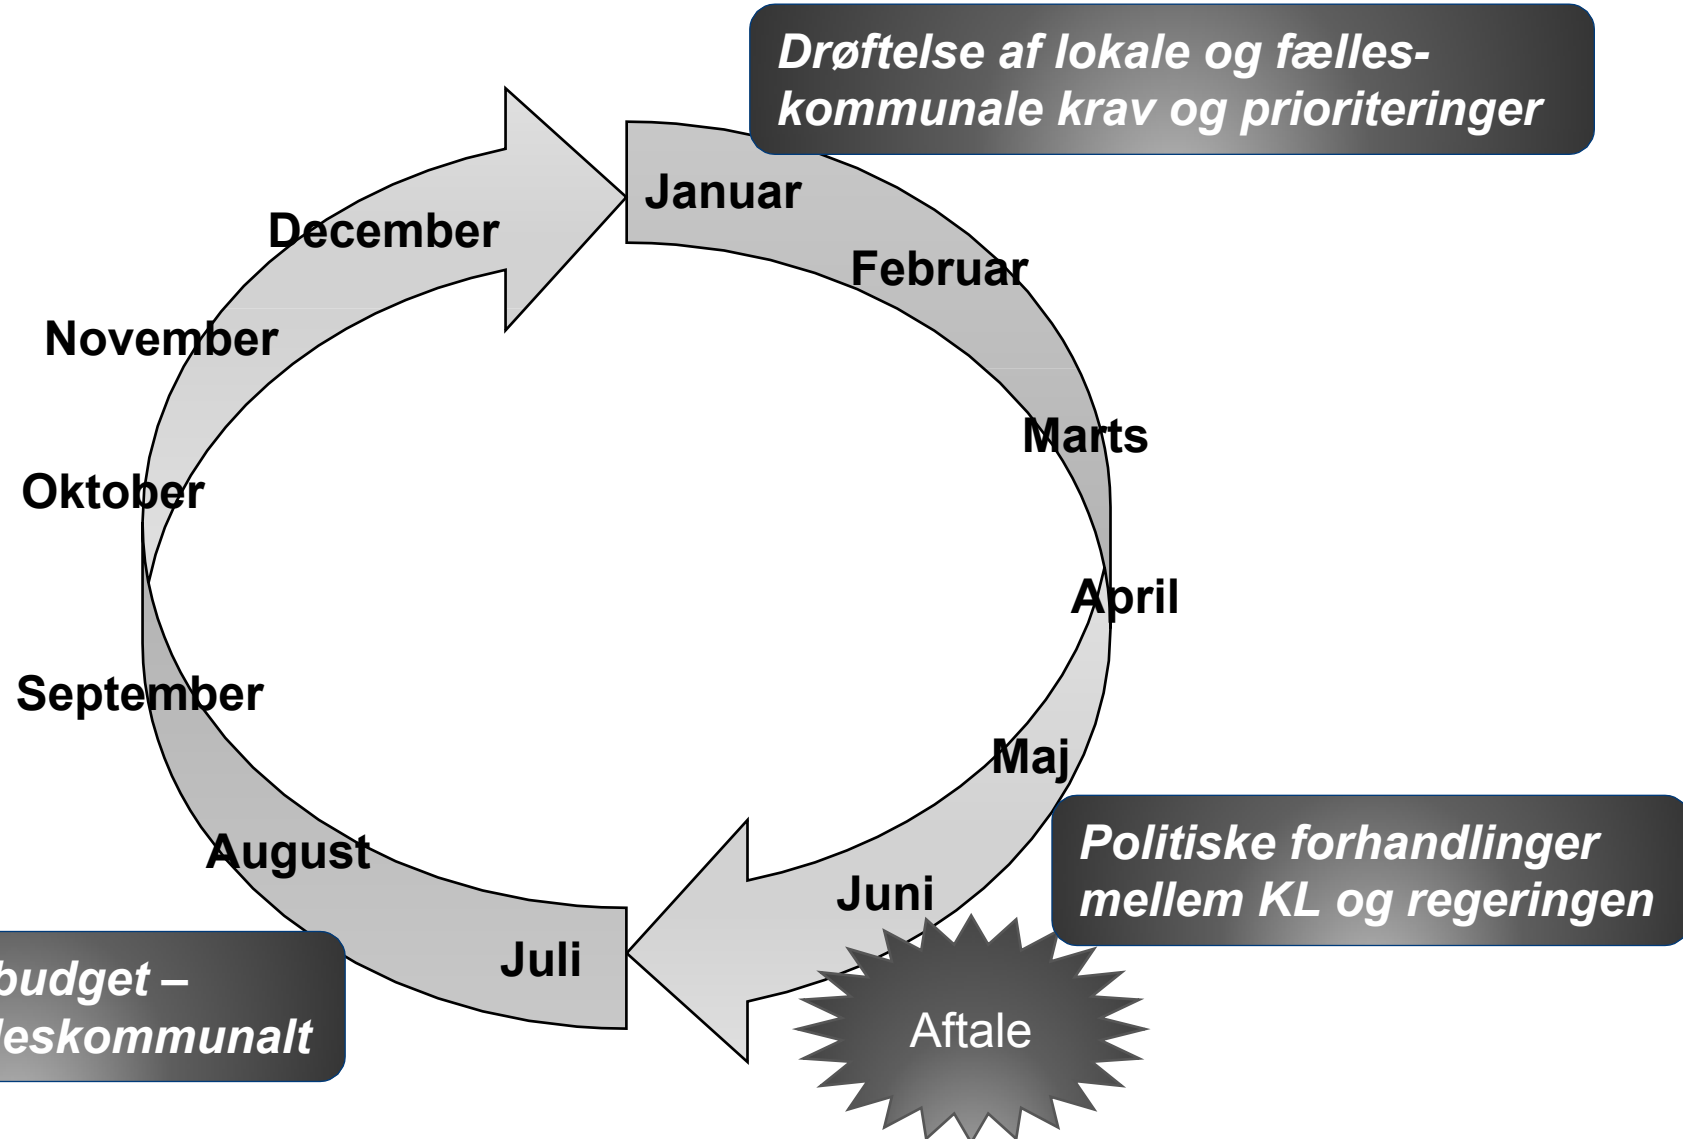 Drøftelse af lokale og fælles-
kommunale krav og prioriteringer
Januar
Februar
Marts
April
Maj
Juni
Politiske forhandlinger
mellem KL og regeringen
Aftale
Juli
August
budget –
leskommunalt
September
Oktober
November
December